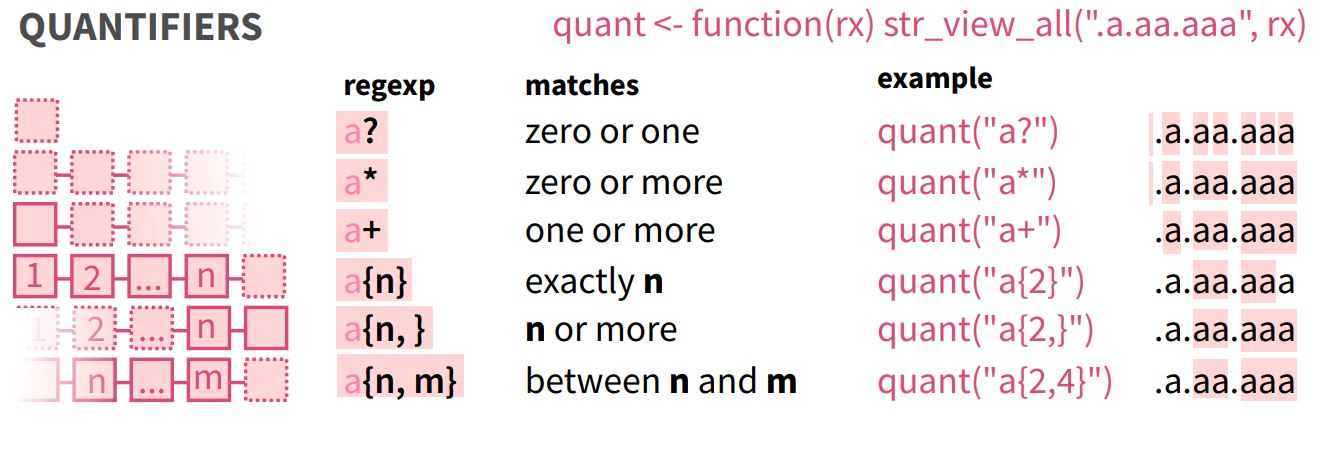 QUANTIFIERS quant <- function(rx) str_view_all(".a.aa.aaa", rx)
regexp matches example
a? zero or one quant("a?") .a.aa.aaa
a* zero or more quant("a*") .a.aa.aaa
a+ one or more quant("a+") .a.aa.aaa
1 2 ... n a{n} exactly n quant("a{2}") .a.aa.aaa
1 2 ... n a{n, } n or more quant("a{2,}") .a.aa.aaa
n ... m a{n, m} between n and m quant("a{2,4}") .a.aa.aaa